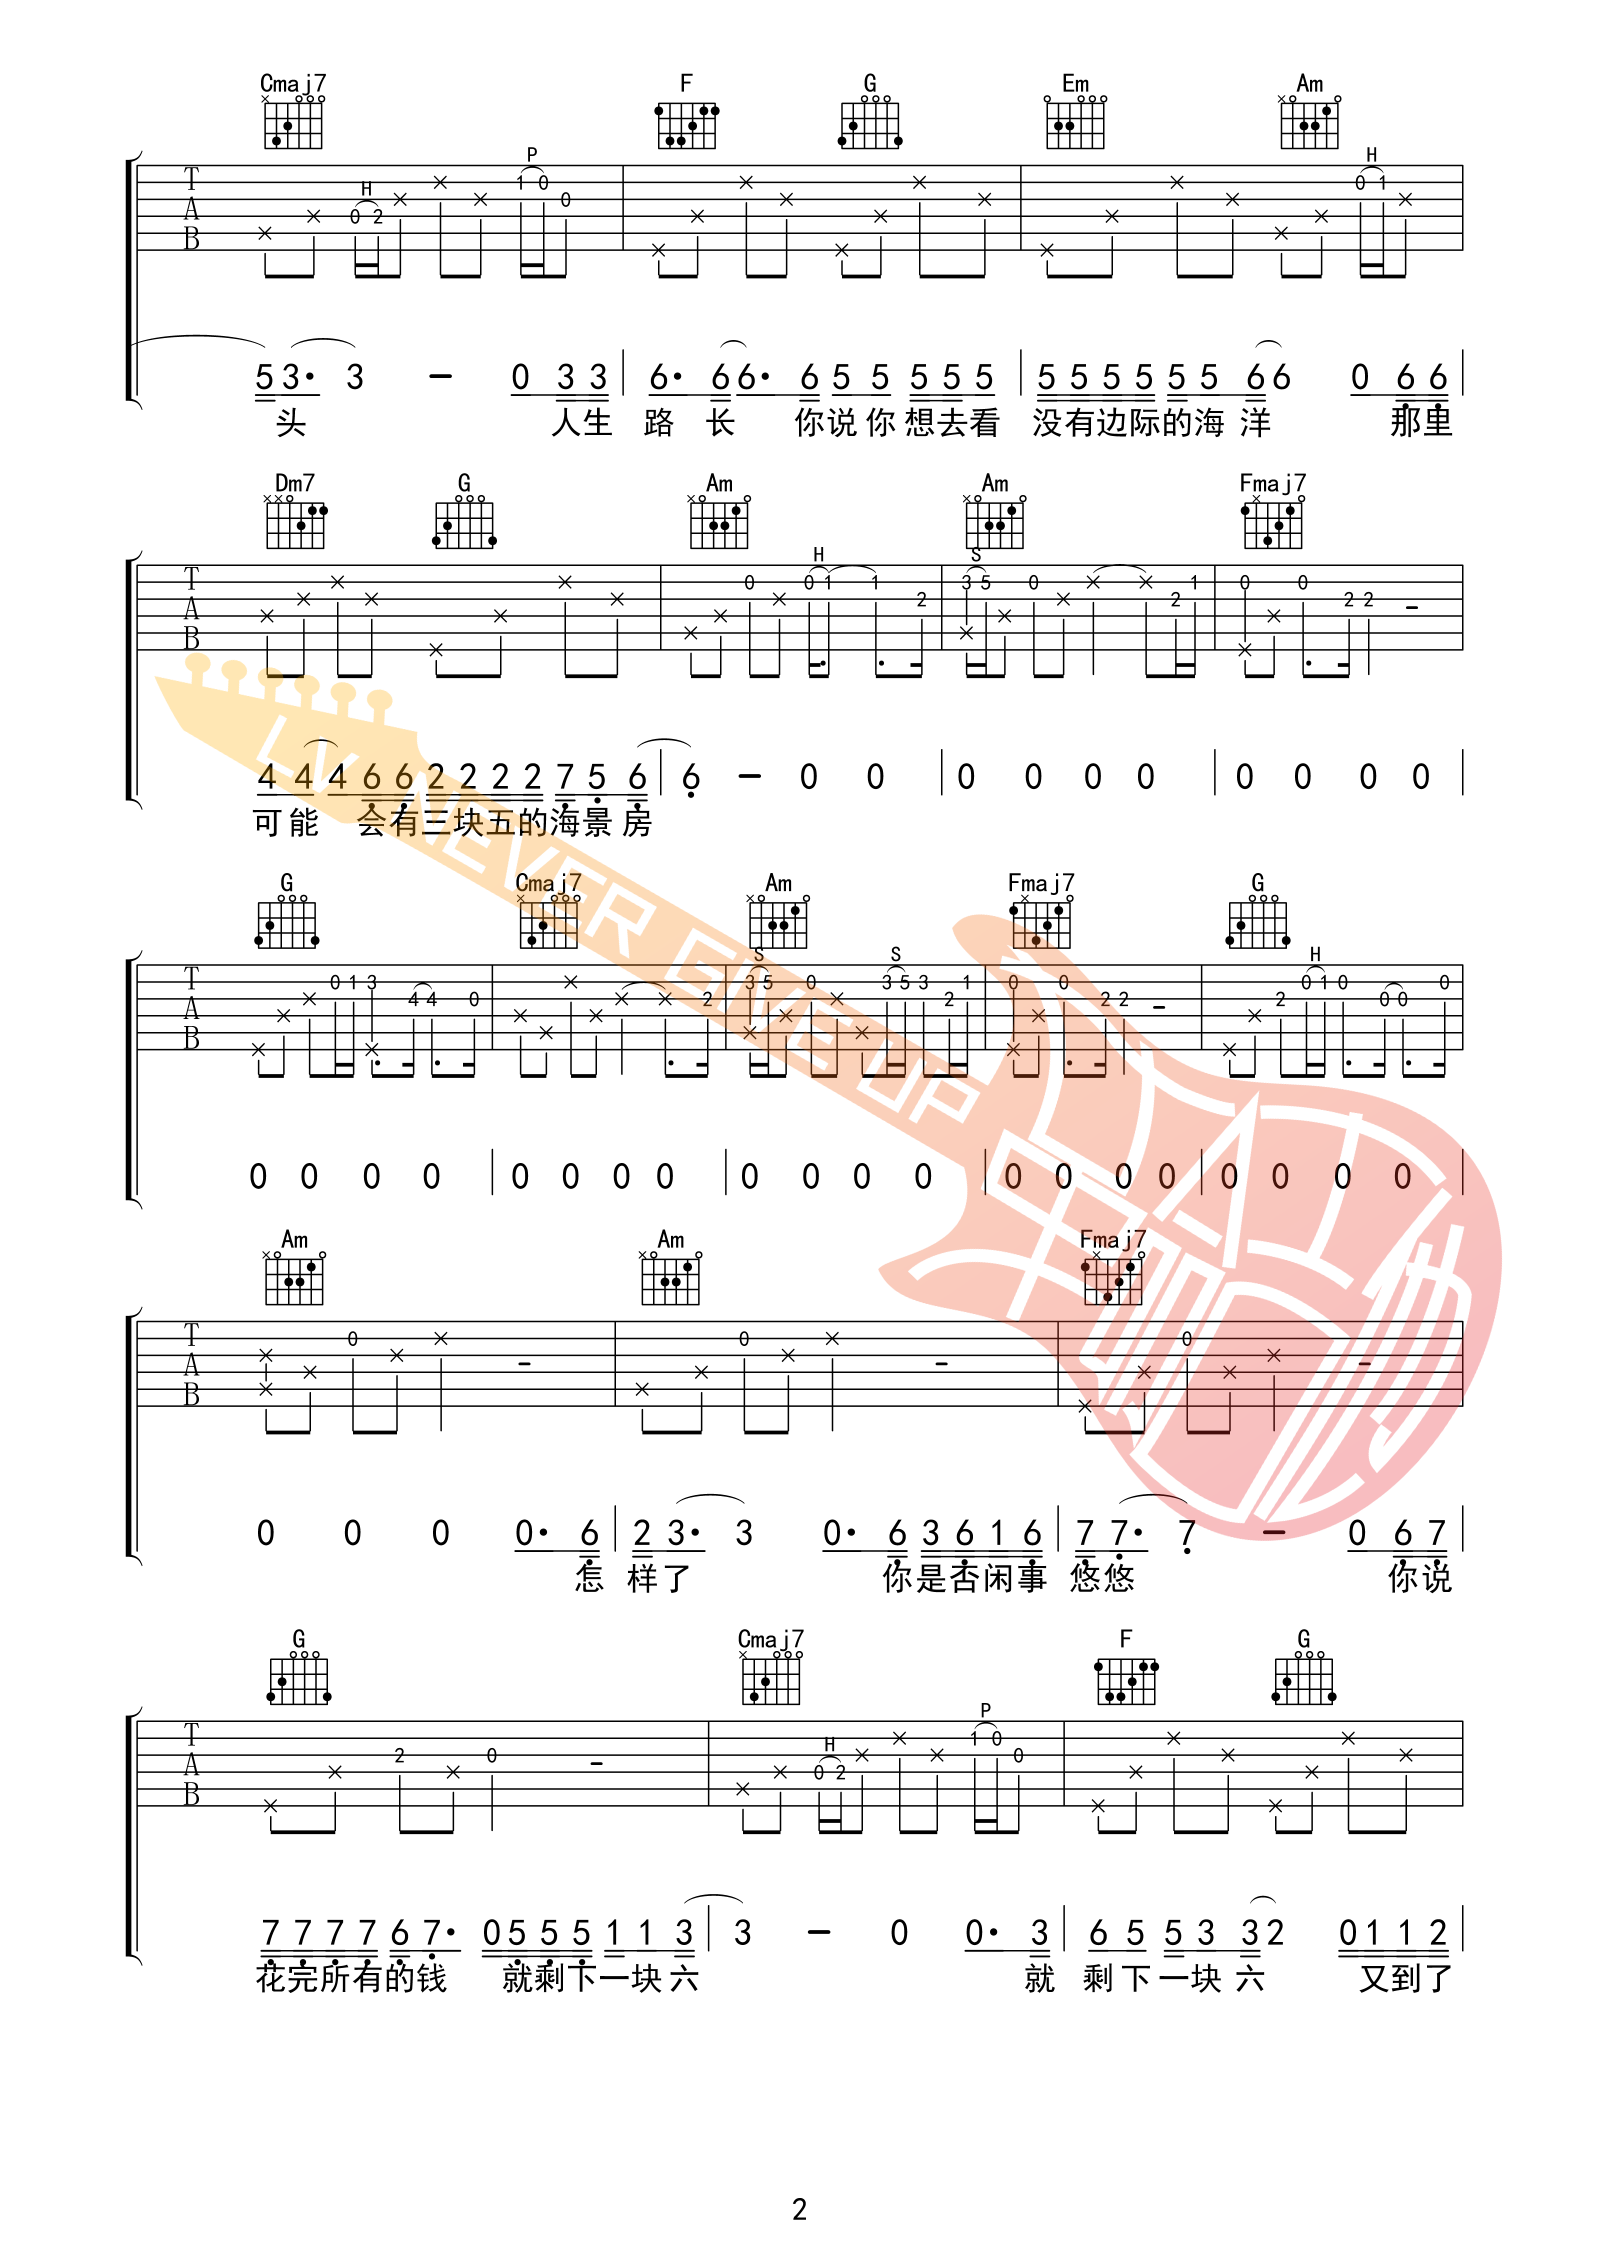 Cmaj7 F G Em Am
H P H
T 1 0 0 1
A 0 2 0
B
5 3· 3 — 0 3 3 6· 6 6· 6 5 5 5 5 5 5 5 5 5 5 5 6 6 0 6 6
头 人生 路 长 你说你 想去看 没有边际的海 洋 那里
Dm7 G Am Am Fmaj7
H S
T 0 0 1 1 3 5 0 1 0 0
A 2 2 2 2 –
B
4 4 4 6 6 2 2 2 2 7 5 6 6 — 0 0 0 0 0 0 0 0 0 0
可能 会有三块五的海景 房
LV NEVER GIVE UP
G Cmaj7 Am Fmaj7 G
S S H
T 0 1 3 3 5 0 3 5 3 1 0 0 0 1 0 0
A 4 4 0 2 2 2 2 – 2 0 0
B
0 0 0 0 0 0 0 0 0 0 0 0 0 0 0 0 0 0 0 0
Am Am Fmaj7
T 0 0 0
A – – –
B
0 0 0 0· 6 2 3· 3 0· 6 3 6 1 6 7 7· 7 — 0 6 7
怎 样了 你是否闲事 悠悠 你说
G Cmaj7 F G
H P
T 1 0
A 2 0 – 0 2 0
B
7 7 7 7 6 7· 0 5 5 5 1 1 3 3 — 0 0· 3 6 5 5 3 3 2 0 1 1 2
花完所有的钱 就剩下一块六 就 剩下一块 六 又到了
2